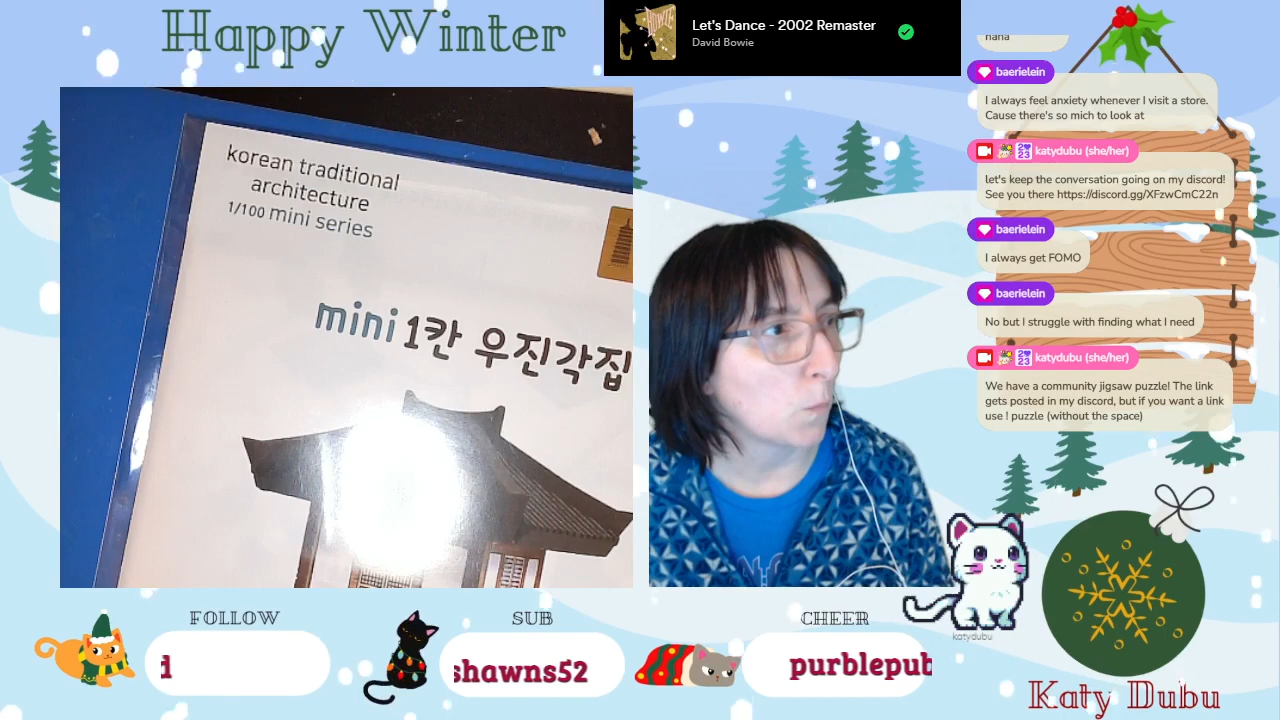 Happy Winter
Let's Dance - 2002 Remaster
David Bowie
korean traditional
architecture
1/100 mini series
mini 1칸 우진각집
baerielein
I always feel anxiety whenever I visit a store.
Cause there's so mich to look at
katydubu (she/her)
let's keep the conversation going on my discord!
See you there https://discord.gg/XFzwCmC22n
baerielein
I always get FOMO
baerielein
No but I struggle with finding what I need
katydubu (she/her)
We have a community jigsaw puzzle! The link
gets posted in my discord, but if you want a link
use ! puzzle (without the space)
FOLLOW
d
SUB
shawns52
CHEER
purblepub
katydubu
Katy Dubu